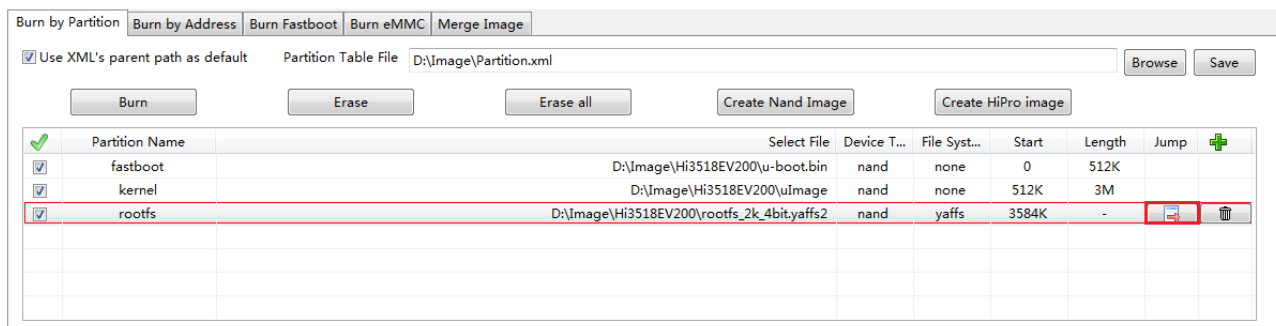 Burn by Partition Burn by Address Burn Fastboot Burn eMMC Merge Image
Use XML's parent path as default Partition Table File D:\Image\Partition.xml Browse Save
Burn Erase Erase all Create Nand Image Create HiPro image
Partition Name Select File Device T... File Syst... Start Length Jump
fastboot D:\Image\Hi3518EV200\u-boot.bin nand none 0 512K
kernel D:\Image\Hi3518EV200\uImage nand none 512K 3M
rootfs D:\Image\Hi3518EV200\rootfs_2k_4bit.yaffs2 nand yaffs 3584K -